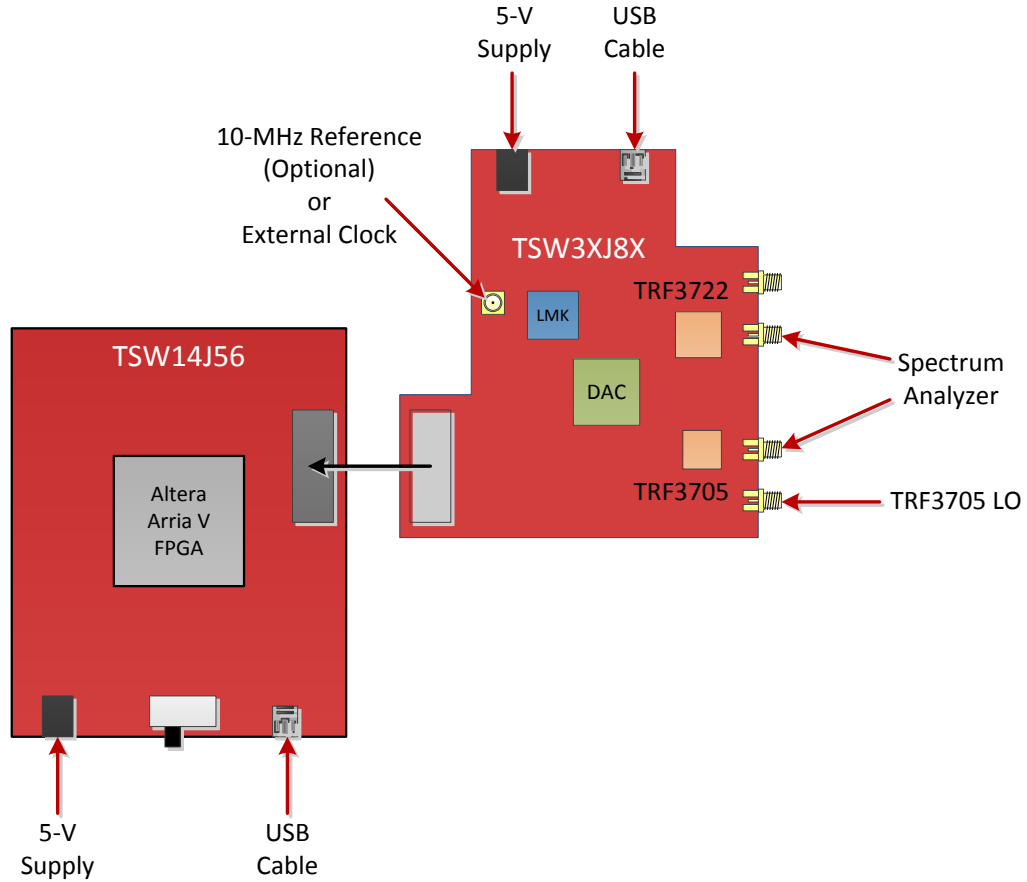 5-V
Supply
USB
Cable
10-MHz Reference
(Optional)
or
External Clock
TSW3XJ8X
TRF3722
LMK
DAC
Spectrum
Analyzer
TRF3705
TRF3705 LO
TSW14J56
Altera
Arria V
FPGA
5-V
Supply
USB
Cable